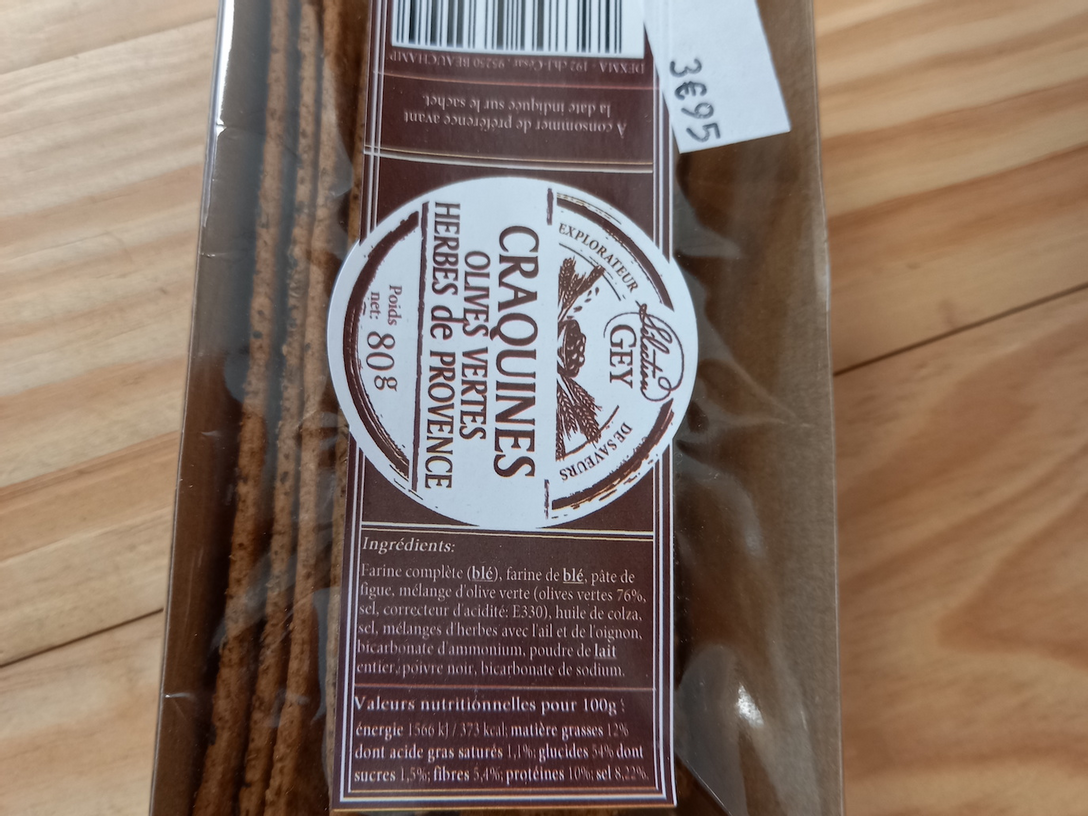 DEXMA . 192 ch.J-César , 95250 BEAUCHAMP
À consommer de préférence avant
la date indiquée sur le sachet.
3€95
EXPLORATEUR
Sélection
GEY
DE SAVEURS
CRAQUINES
OLIVES VERTES
HERBES de PROVENCE
Poids
net: 80g
Ingrédients:
Farine complète (blé), farine de blé, pâte de
figue, mélange d'olive verte (olives vertes 76%,
sel, correcteur d'acidité: E330), huile de colza,
sel, mélanges d'herbes avec l'ail et de l'oignon,
bicarbonate d'ammonium, poudre de lait
entier, poivre noir, bicarbonate de sodium.
Valeurs nutritionnelles pour 100g :
énergie 1566 kJ / 373 kcal; matière grasses 12%
dont acide gras saturés 1,1%; glucides 54% dont
sucres 1,5%; fibres 5,4%; protéines 10%; sel 8,22%.